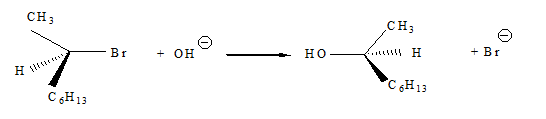 CH3 CH3
Br + OH⊖ HO H + Br⊖
H
C6H13 C6H13